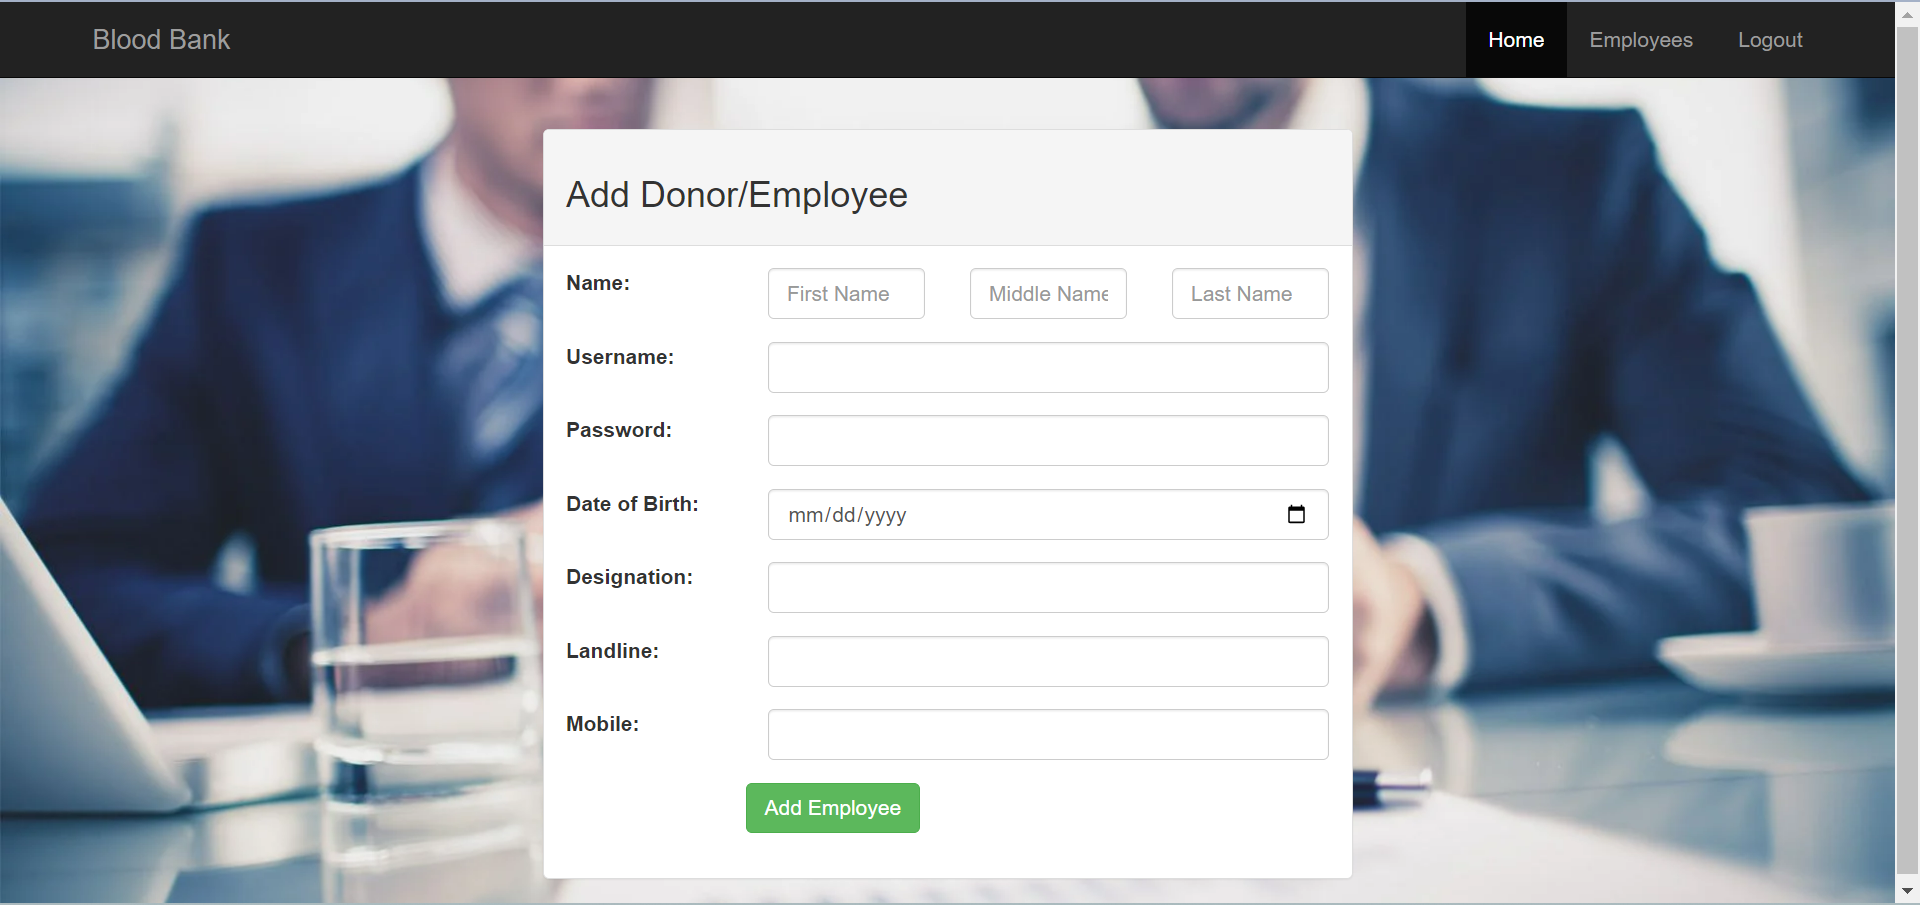 Blood Bank Home Employees Logout
Add Donor/Employee
Name: First Name Middle Name Last Name
Username:
Password:
Date of Birth: mm/dd/yyyy
Designation:
Landline:
Mobile:
Add Employee